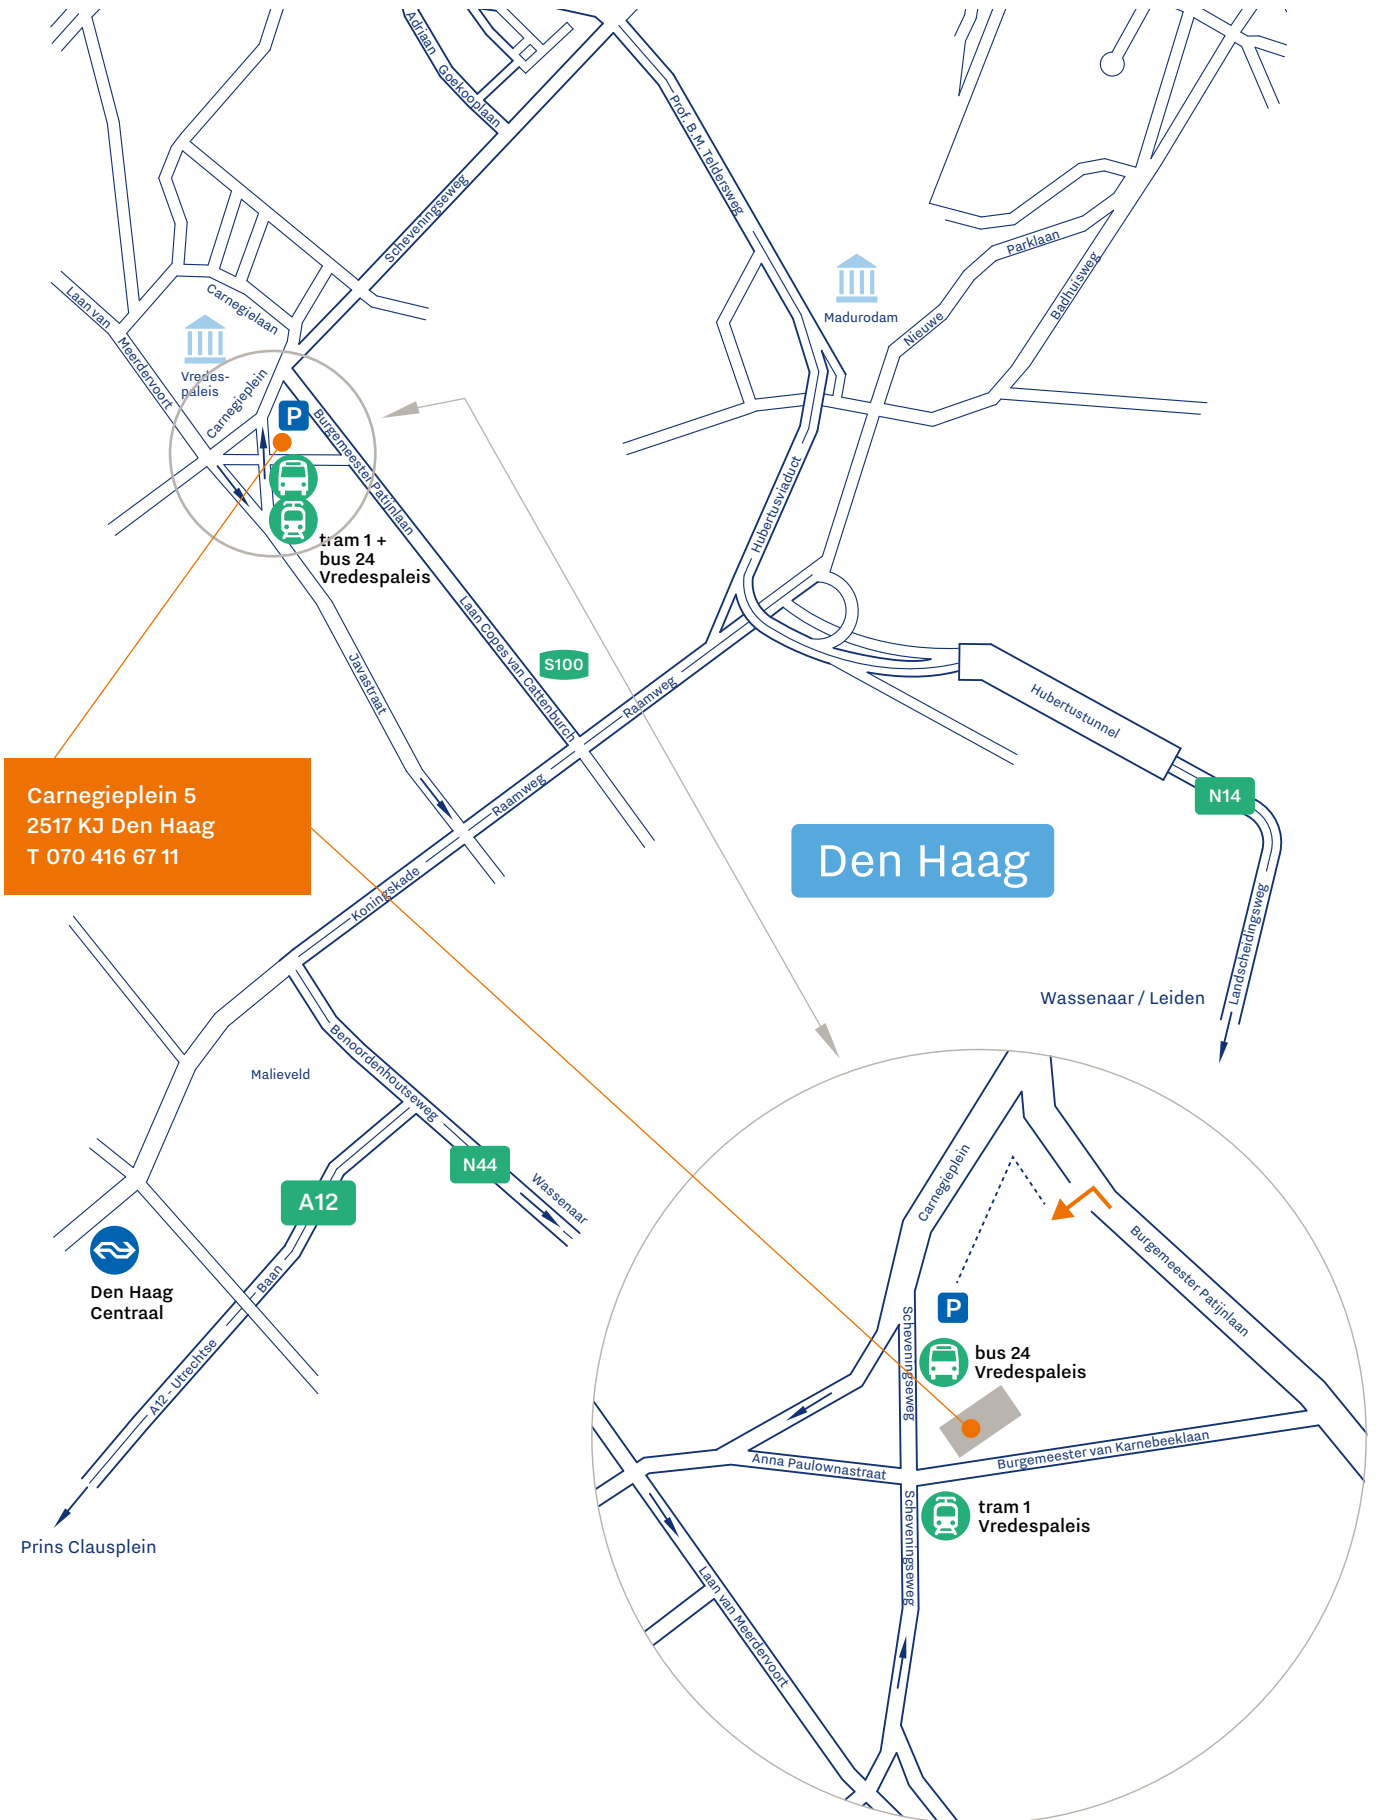 Adriaan
Goekooplaan
Prof. B.M. Teldersweg
Scheveningseweg
Parklaan
Nieuwe
Badhuisweg
Madurodam
Laan van
Meerdervoort
Carnegielaan
Vredes-
paleis
Carnegieplein
P
Burgemeester Patijnlaan
tram 1 +
bus 24
Vredespaleis
Hubertusviaduct
Laan Copes van Cattenburch
S100
Javastraat
Raamweg
Hubertustunnel
Raamweg
N14
Carnegieplein 5
2517 KJ Den Haag
T 070 416 67 11
Den Haag
Koningskade
Landscheidingsweg
Wassenaar / Leiden
Benoordenhoutseweg
Malieveld
N44
Wassenaar
A12
Den Haag
Centraal
A12 - Utrechtse
Baan
Prins Clausplein
Carnegieplein
Burgemeester Patijnlaan
P
Scheveningseweg
bus 24
Vredespaleis
Anna Paulownastraat
Burgemeester van Karnebeeklaan
Scheveningseweg
tram 1
Vredespaleis
Laan van Meerdervoort